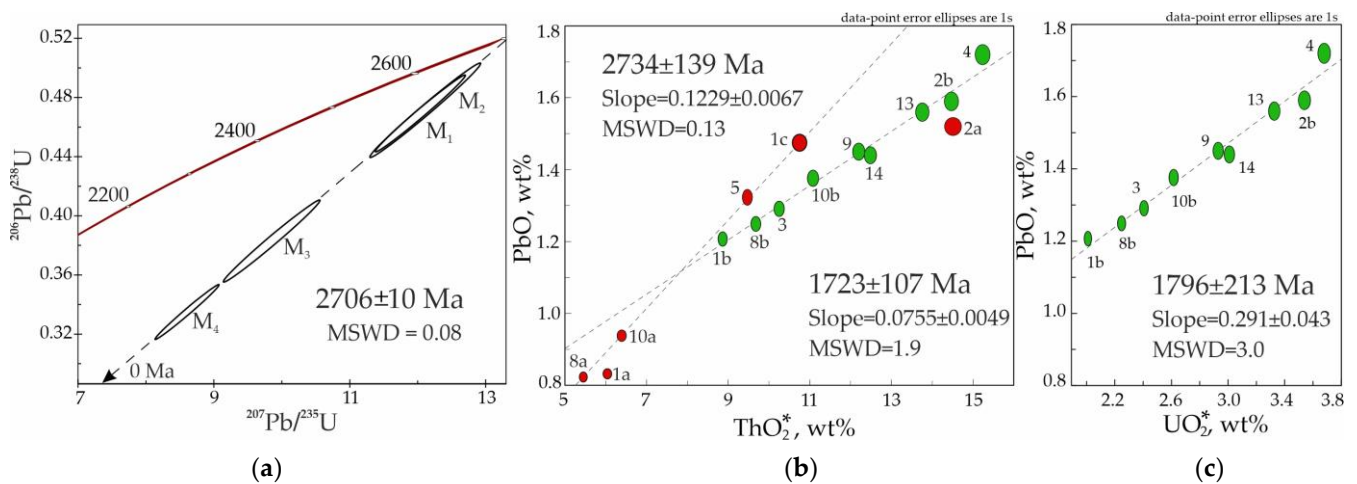 0.52
0.48
0.44
0.40
0.36
0.32
²⁰⁶Pb/²³⁸U
2200
2400
2600
M₂
M₁
M₃
M₄
2706±10 Ma
MSWD = 0.08
0 Ma
7
9
11
13
²⁰⁷Pb/²³⁵U
(a)
data-point error ellipses are 1s
1.8
1.6
1.4
1.2
1.0
0.8
PbO, wt%
2734±139 Ma
Slope=0.1229±0.0067
MSWD=0.13
4
2b
13
2a
1c
9
14
5
10b
3
8b
1b
10a
8a
1a
1723±107 Ma
Slope=0.0755±0.0049
MSWD=1.9
5
7
9
11
13
15
ThO₂*, wt%
(b)
data-point error ellipses are 1s
1.8
1.6
1.4
1.2
1.0
0.8
PbO, wt%
4
13
2b
9
14
3
10b
8b
1b
1796±213 Ma
Slope=0.291±0.043
MSWD=3.0
2.2
2.6
3.0
3.4
3.8
UO₂*, wt%
(c)